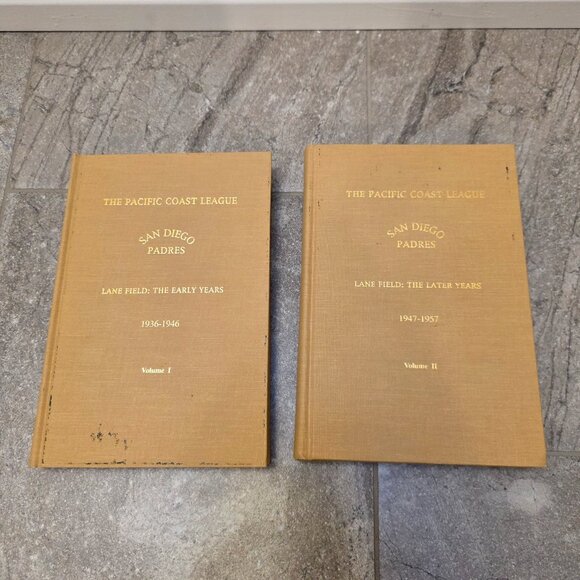 THE PACIFIC COAST LEAGUE
SAN DIEGO
PADRES
LANE FIELD: THE EARLY YEARS
1936-1946
Volume I
THE PACIFIC COAST LEAGUE
SAN DIEGO
PADRES
LANE FIELD: THE LATER YEARS
1947-1957
Volume II